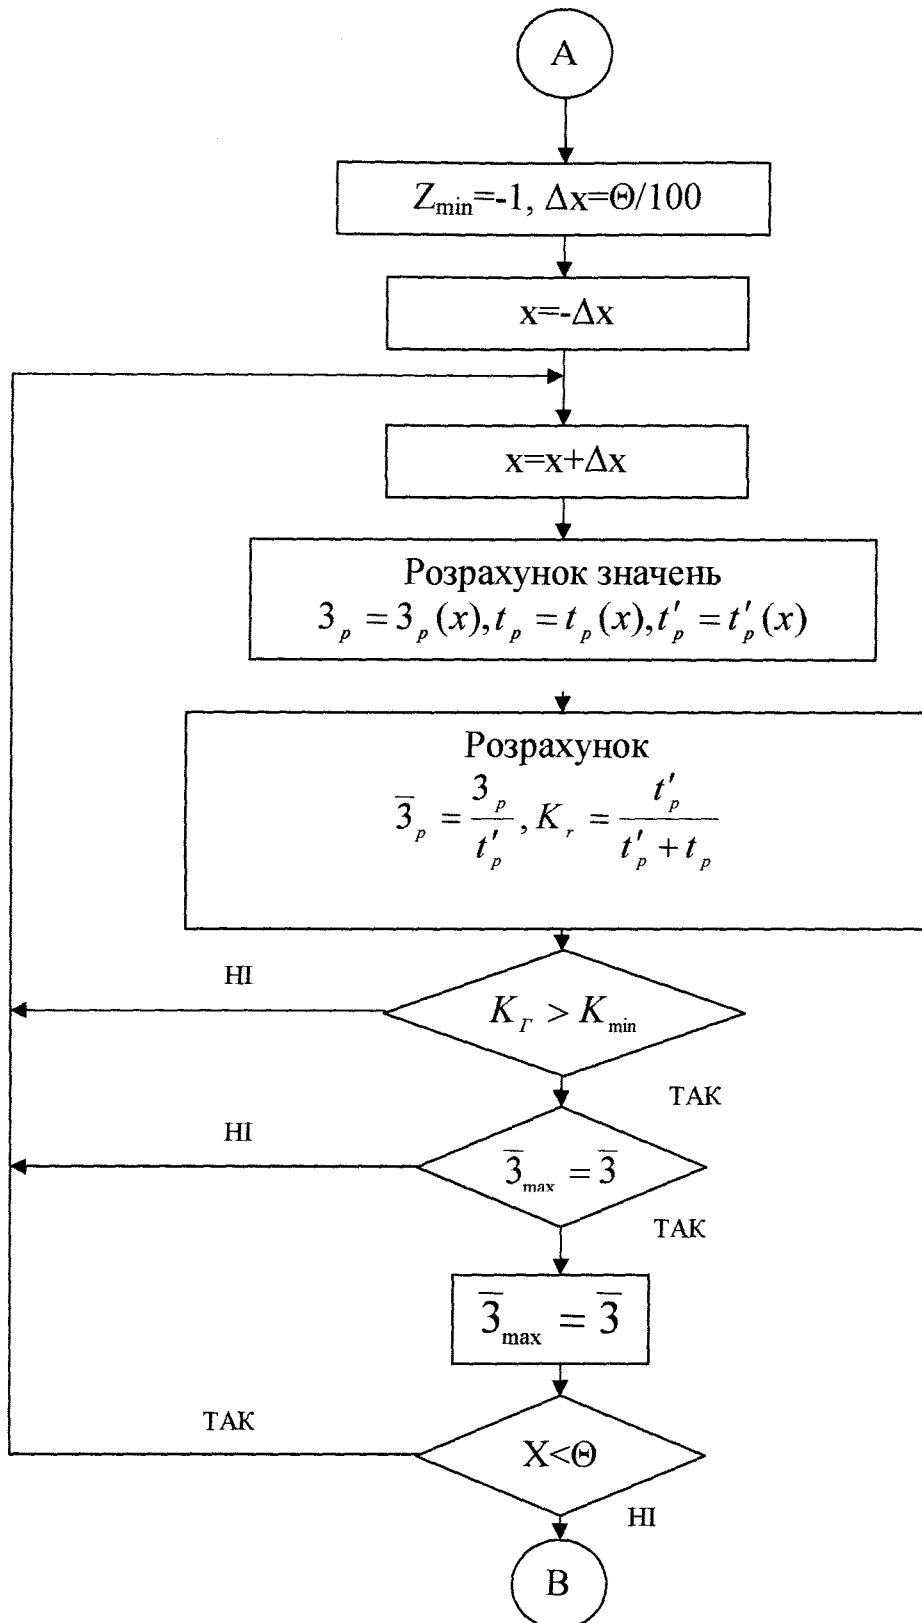 А
Z_min=-1, Δx=Θ/100
x=-Δx
x=x+Δx
Розрахунок значень
З_p = З_p(x), t_p = t_p(x), t'_p = t'_p(x)
Розрахунок
З̅_p = З_p / t'_p, K_r = t'_p / (t'_p + t_p)
НІ
K_Г > K_min
ТАК
НІ
З̅_max = З̅
ТАК
З̅_max = З̅
ТАК
X<Θ
НІ
В